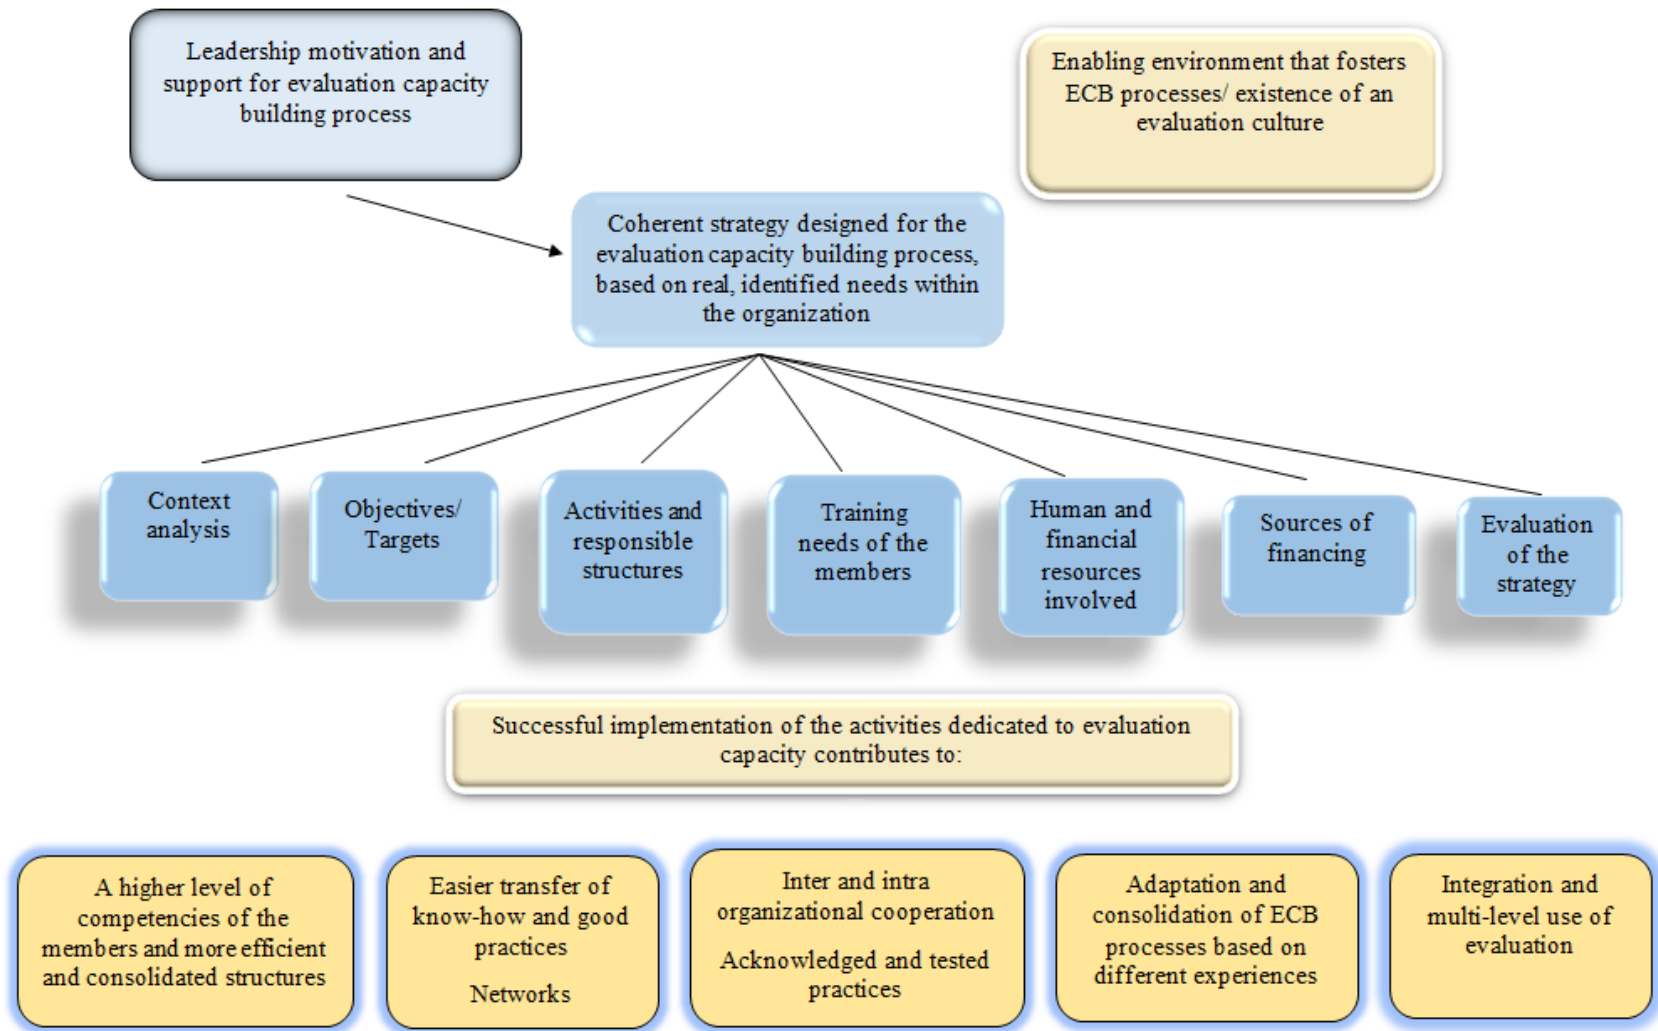 Leadership motivation and
support for evaluation capacity
building process
Enabling environment that fosters
ECB processes/ existence of an
evaluation culture
Coherent strategy designed for the
evaluation capacity building process,
based on real, identified needs within
the organization
Context
analysis
Objectives/
Targets
Activities and
responsible
structures
Training
needs of the
members
Human and
financial
resources
involved
Sources of
financing
Evaluation
of the
strategy
Successful implementation of the activities dedicated to evaluation
capacity contributes to:
A higher level of
competencies of the
members and more efficient
and consolidated structures
Easier transfer of
know-how and good
practices
Networks
Inter and intra
organizational cooperation
Acknowledged and tested
practices
Adaptation and
consolidation of ECB
processes based on
different experiences
Integration and
multi-level use of
evaluation